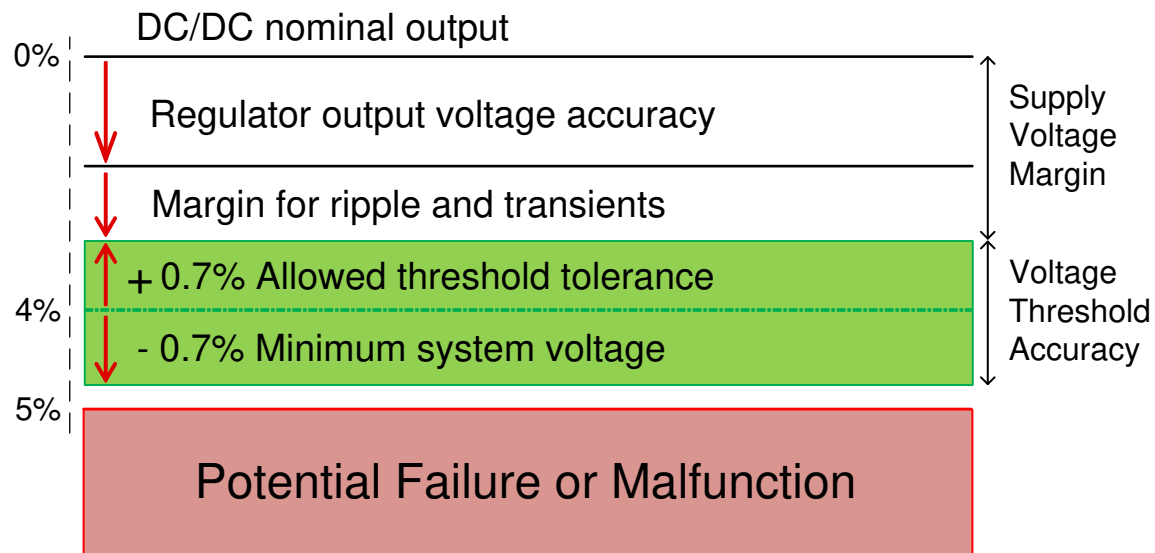 DC/DC nominal output
0%
Regulator output voltage accuracy
Supply
Voltage
Margin
Margin for ripple and transients
+ 0.7% Allowed threshold tolerance
4%
- 0.7% Minimum system voltage
Voltage
Threshold
Accuracy
5%
Potential Failure or Malfunction